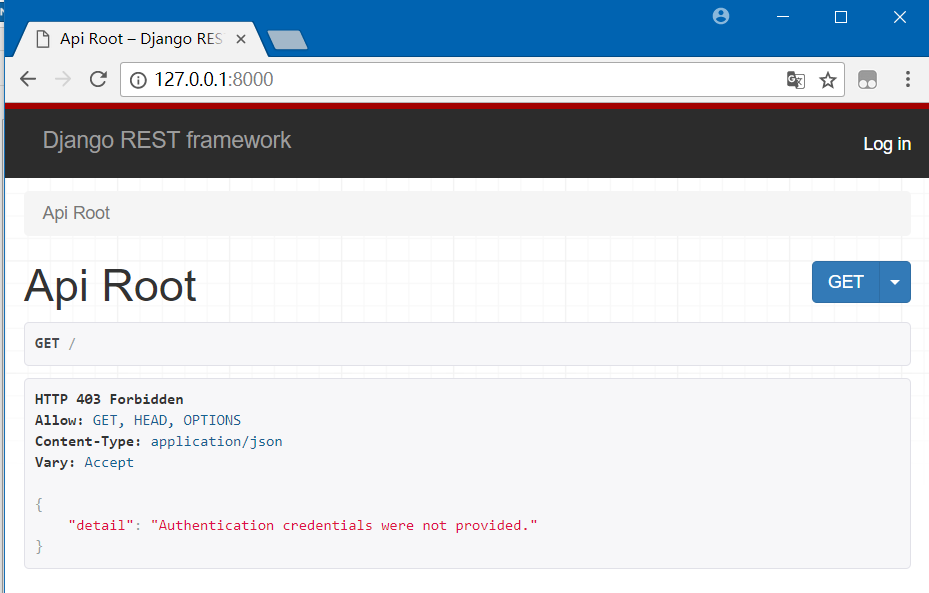 Api Root – Django RES
127.0.0.1:8000
Django REST framework
Log in
Api Root
Api Root
GET
GET /
HTTP 403 Forbidden
Allow: GET, HEAD, OPTIONS
Content-Type: application/json
Vary: Accept
{
"detail": "Authentication credentials were not provided."
}